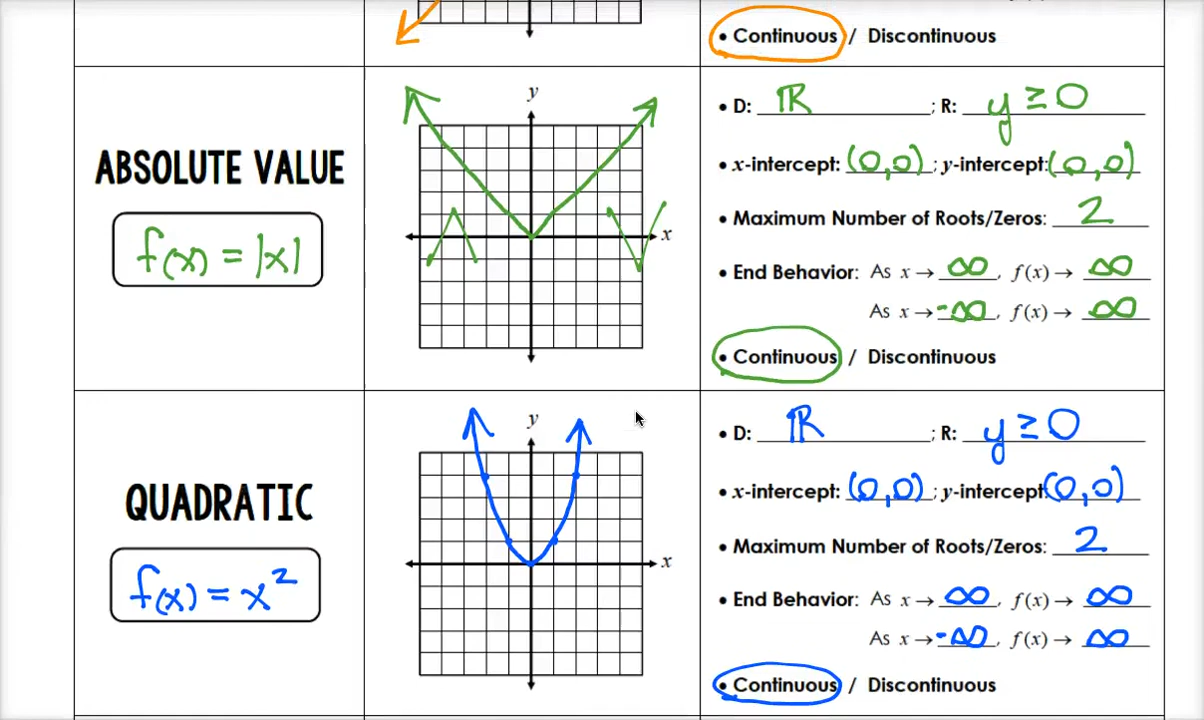 • Continuous / Discontinuous
ABSOLUTE VALUE
f(x) = |x|
y
x
• D: ℝ ; R: y ≥ 0
• x-intercept: (0,0) ; y-intercept: (0,0)
• Maximum Number of Roots/Zeros: 2
• End Behavior: As x → ∞, f(x) → ∞
As x → -∞, f(x) → ∞
• Continuous / Discontinuous
QUADRATIC
f(x) = x²
y
x
• D: ℝ ; R: y ≥ 0
• x-intercept: (0,0) ; y-intercept (0,0)
• Maximum Number of Roots/Zeros: 2
• End Behavior: As x → ∞, f(x) → ∞
As x → -∞, f(x) → ∞
• Continuous / Discontinuous